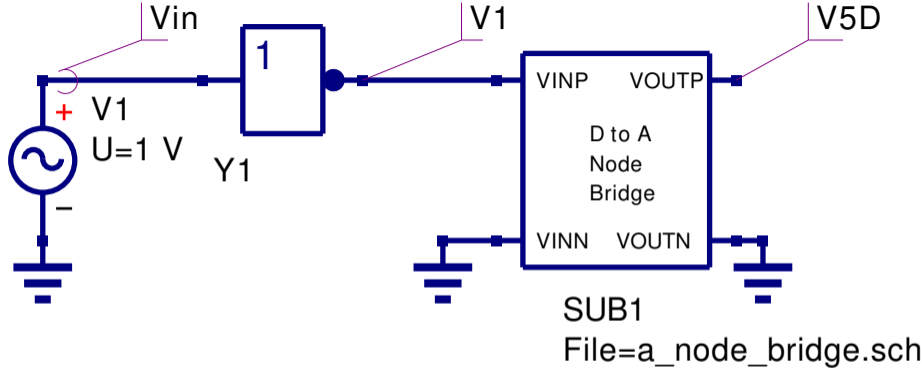 Vin
V1
V5D
1
+
V1
U=1 V
−
Y1
VINP
VOUTP
D to A
Node
Bridge
VINN
VOUTN
SUB1
File=a_node_bridge.sch